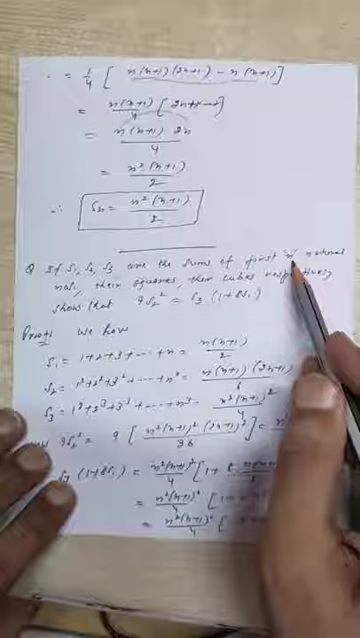 ∴ = 1/4 [ n(n+1)(2n+1) - n(n+1) ]
= n(n+1)/4 [ 2n+1-1 ]
= n(n+1) 2n / 4
= n²(n+1) / 2
∴ Sn = n²(n+1) / 2
Q If S₁, S₂, S₃ are the sums of first n natural
nos, their squares, their cubes respectively
show that 9S₂² = S₃ (1+8S₁)
Proof: We have
S₁ = 1+2+3+---+n = n(n+1)/2
S₂ = 1²+2²+3²+---+n² = n(n+1)(2n+1)/6
S₃ = 1³+2³+3³+---+n³ = n²(n+1)²/4
9S₂² = 9 [ n²(n+1)²(2n+1)² / 36 ] =
(1+8S₁) = n²(n+1)²/4 [ 1 + 8.
= n²(n+1)²/4 [
= n²(n+1)²/4 [